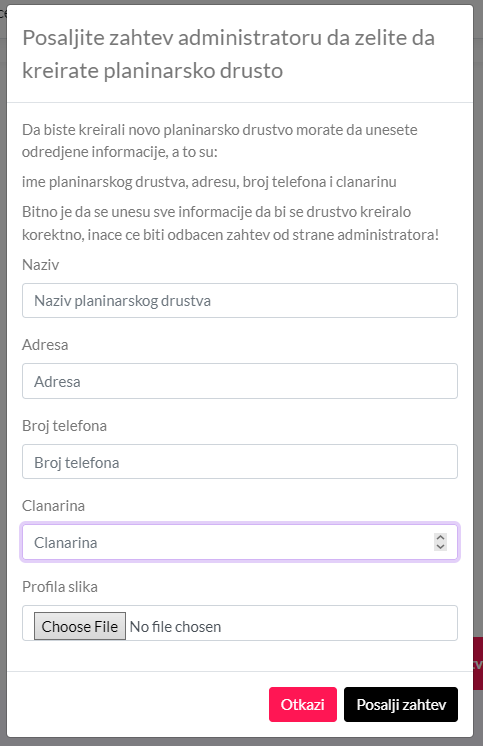 Posaljite zahtev administratoru da zelite da
kreirate planinarsko drusto
Da biste kreirali novo planinarsko drustvo morate da unesete
odredjene informacije, a to su:
ime planinarskog drustva, adresu, broj telefona i clanarinu
Bitno je da se unesu sve informacije da bi se drustvo kreiralo
korektno, inace ce biti odbacen zahtev od strane administratora!
Naziv
Naziv planinarskog drustva
Adresa
Adresa
Broj telefona
Broj telefona
Clanarina
Clanarina
Profila slika
Choose File No file chosen
Otkazi Posalji zahtev